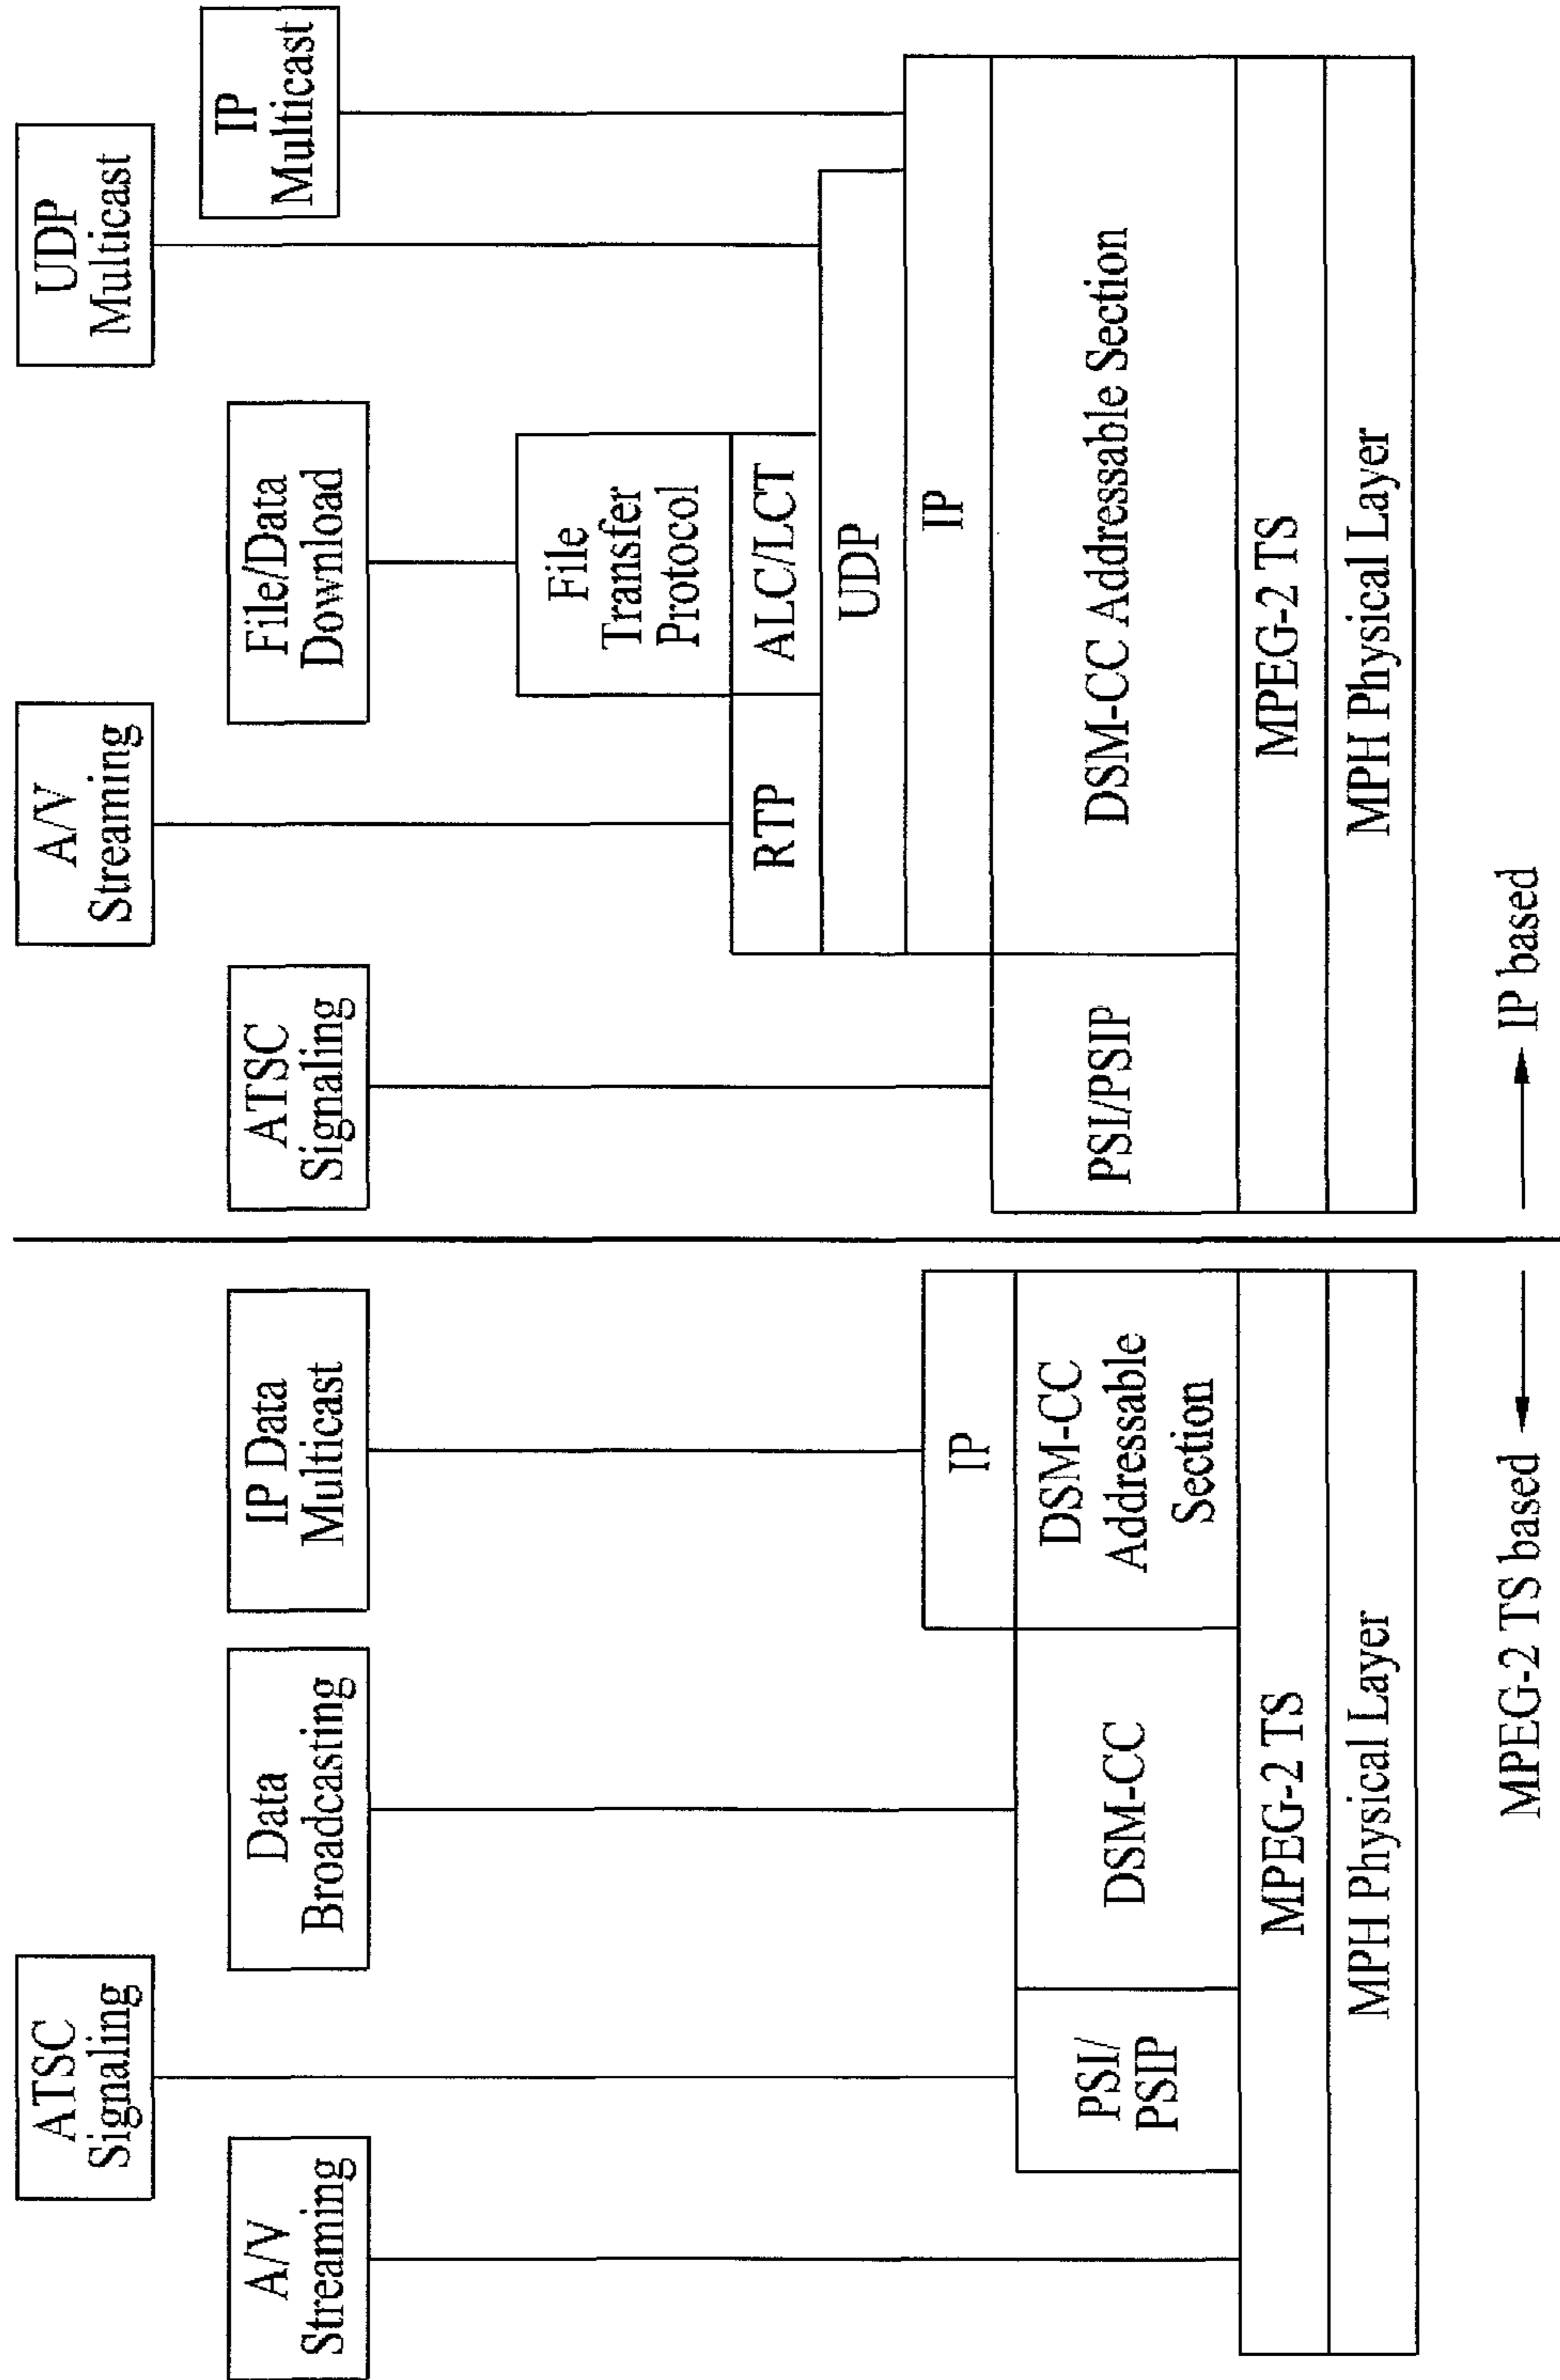 ATSC
Signaling
A/V
Streaming
Data
Broadcasting
IP Data
Multicast
IP
PSI/
PSIP
DSM-CC
DSM-CC
Addressable
Section
MPEG-2 TS
MPH Physical Layer
MPEG-2 TS based
A/V
Streaming
UDP
Multicast
ATSC
Signaling
File/Data
Download
IP
Multicast
File
Transfer
Protocol
RTP
ALC/LCT
UDP
IP
PSI/PSIP
DSM-CC Addressable Section
MPEG-2 TS
MPH Physical Layer
IP based